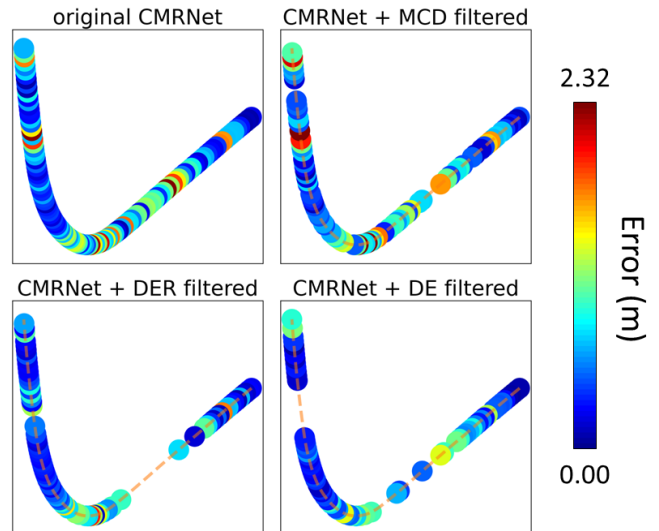 original CMRNet
CMRNet + MCD filtered
2.32
Error (m)
CMRNet + DER filtered
CMRNet + DE filtered
0.00